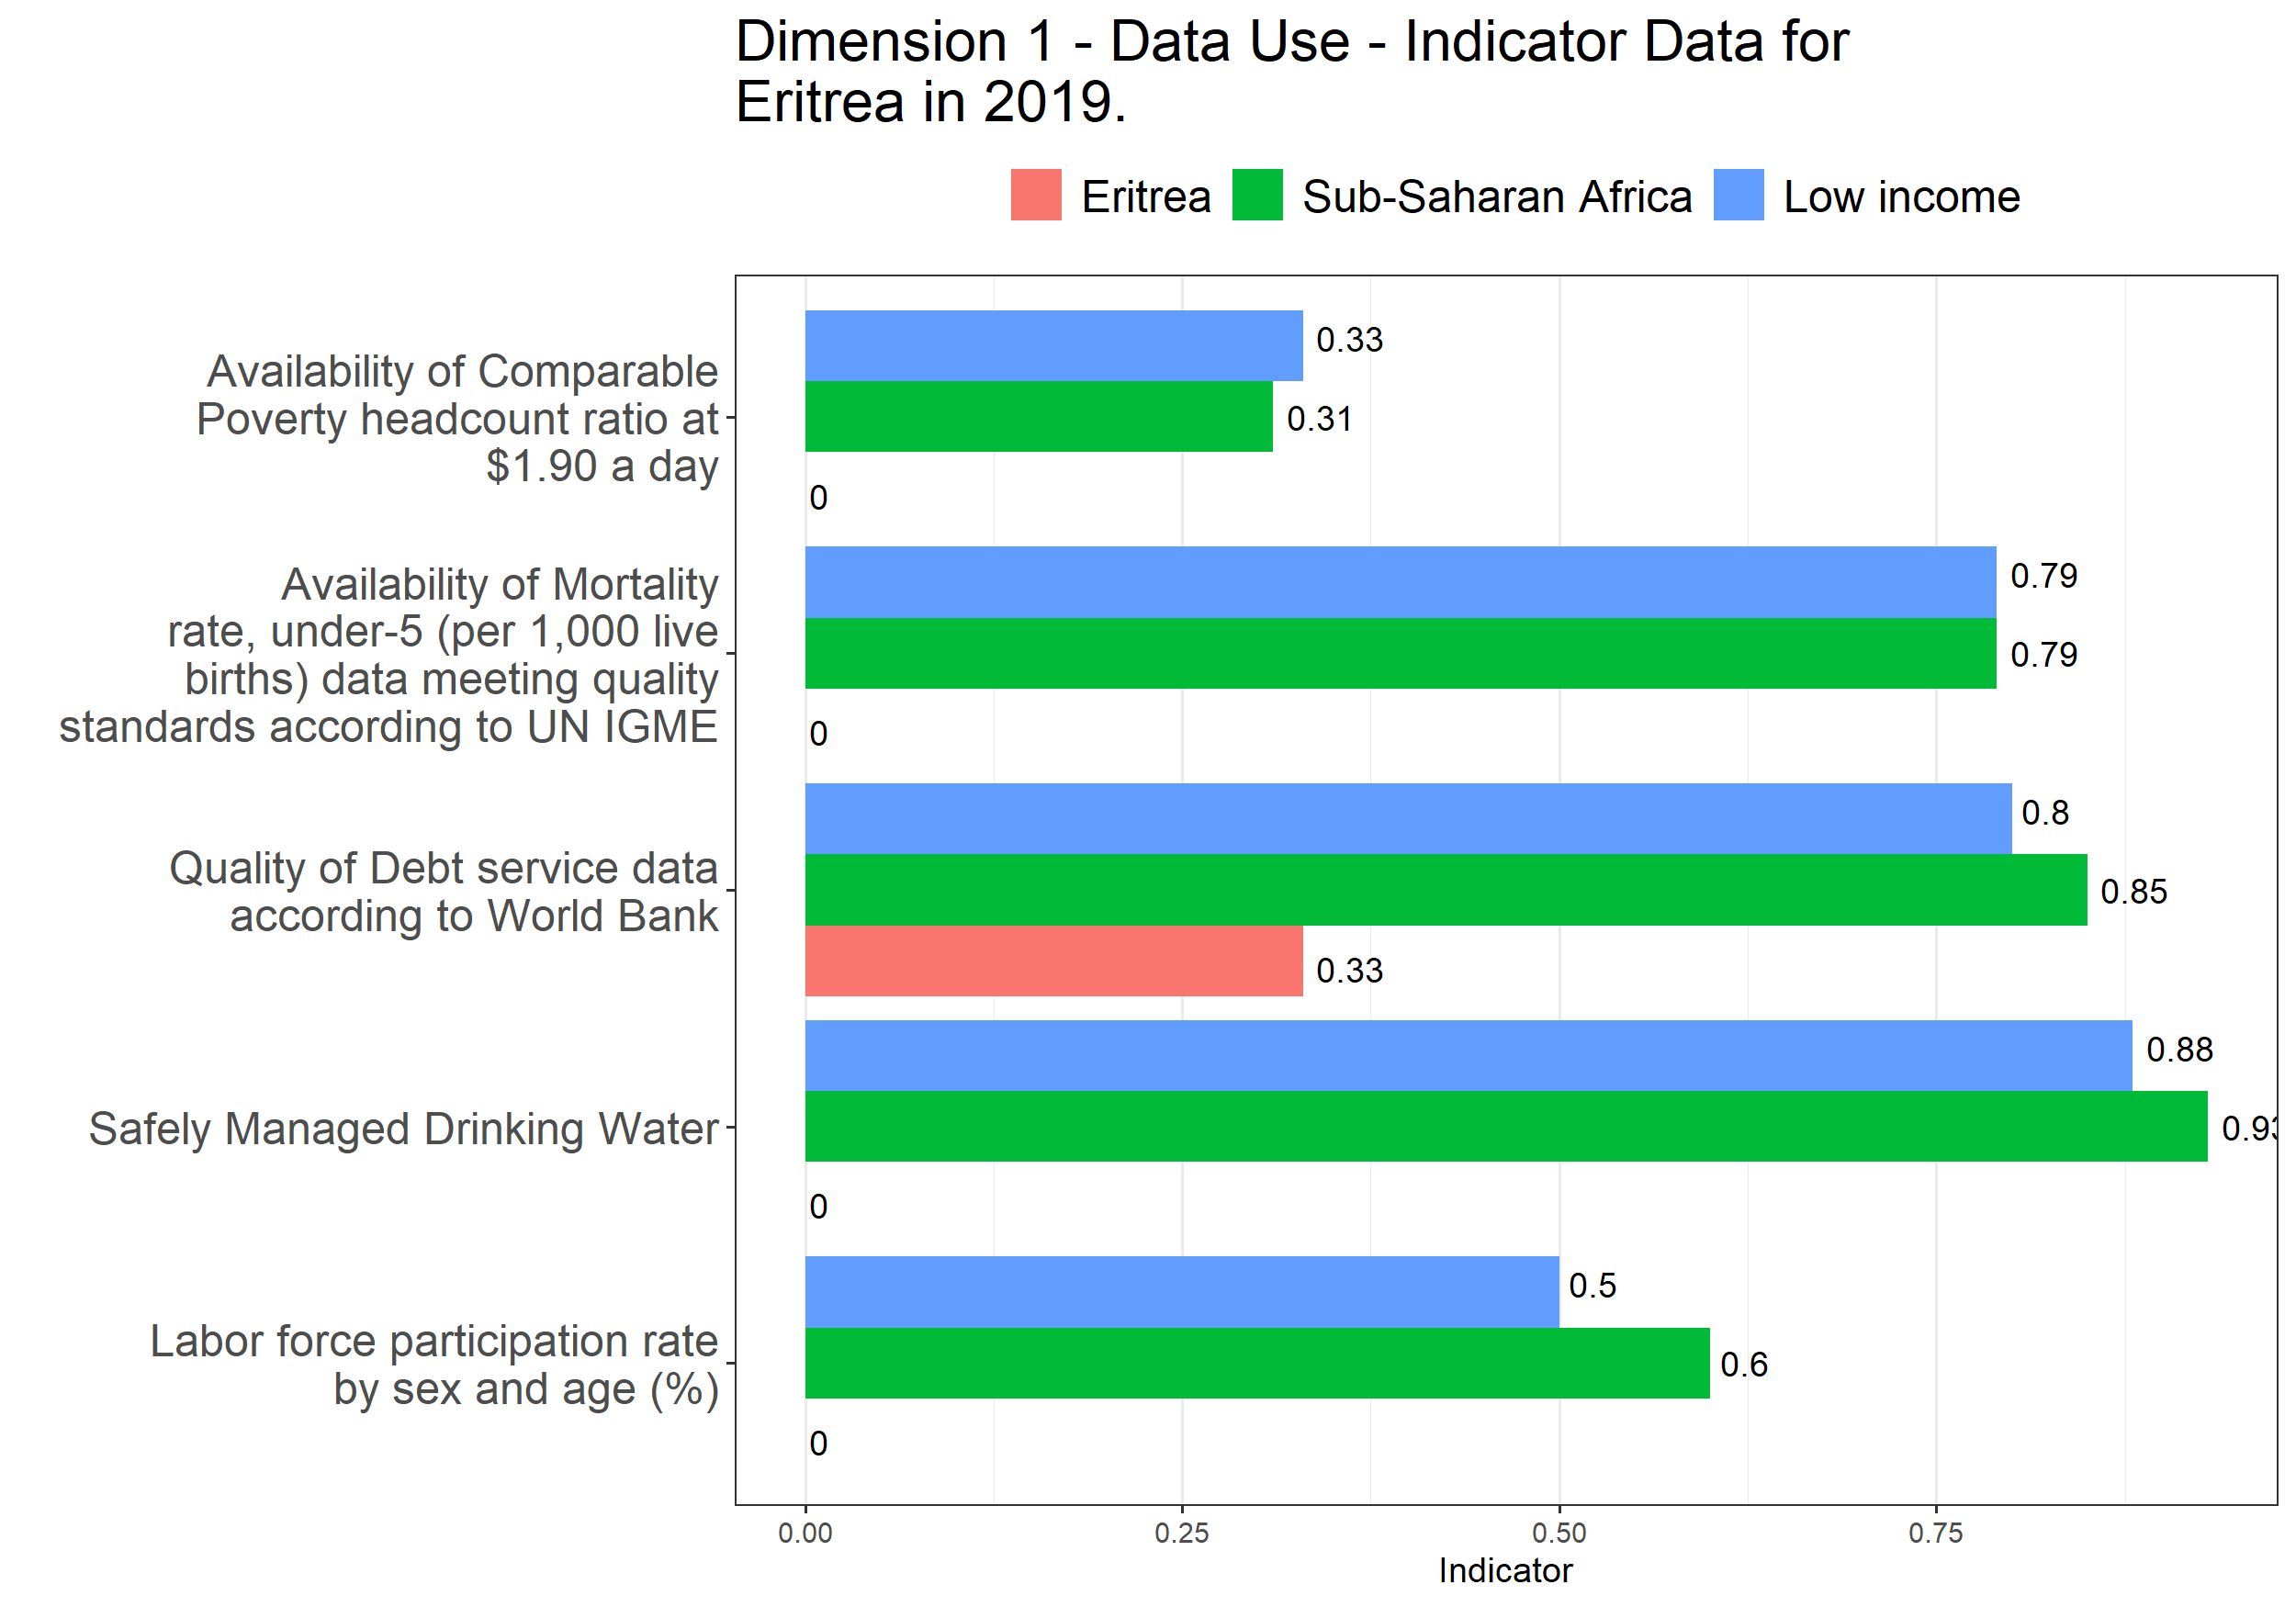 Dimension 1 - Data Use - Indicator Data for
Eritrea in 2019.
Eritrea
Sub-Saharan Africa
Low income
Availability of Comparable
Poverty headcount ratio at
$1.90 a day
0.33
0.31
0
Availability of Mortality
rate, under-5 (per 1,000 live
births) data meeting quality
standards according to UN IGME
0.79
0.79
0
Quality of Debt service data
according to World Bank
0.8
0.85
0.33
Safely Managed Drinking Water
0.88
0.93
0
Labor force participation rate
by sex and age (%)
0.5
0.6
0
0.00
0.25
0.50
0.75
Indicator